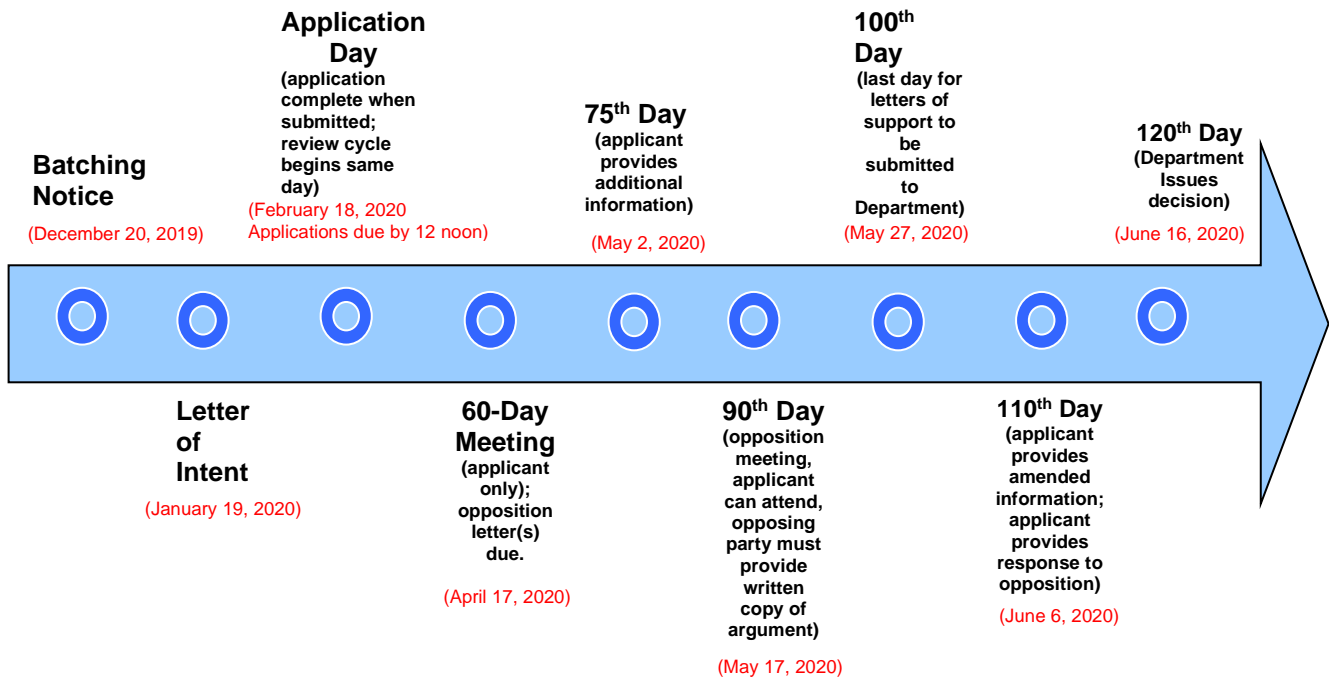 Batching
Notice
(December 20, 2019)
Letter
of
Intent
(January 19, 2020)
Application
Day
(application
complete when
submitted;
review cycle
begins same
day)
(February 18, 2020
Applications due by 12 noon)
60-Day
Meeting
(applicant
only);
opposition
letter(s)
due.
(April 17, 2020)
75th Day
(applicant
provides
additional
information)
(May 2, 2020)
90th Day
(opposition
meeting,
applicant
can attend,
opposing
party must
provide
written
copy of
argument)
(May 17, 2020)
100th
Day
(last day for
letters of
support to
be
submitted
to
Department)
(May 27, 2020)
110th Day
(applicant
provides
amended
information;
applicant
provides
response to
opposition)
(June 6, 2020)
120th Day
(Department
Issues
decision)
(June 16, 2020)